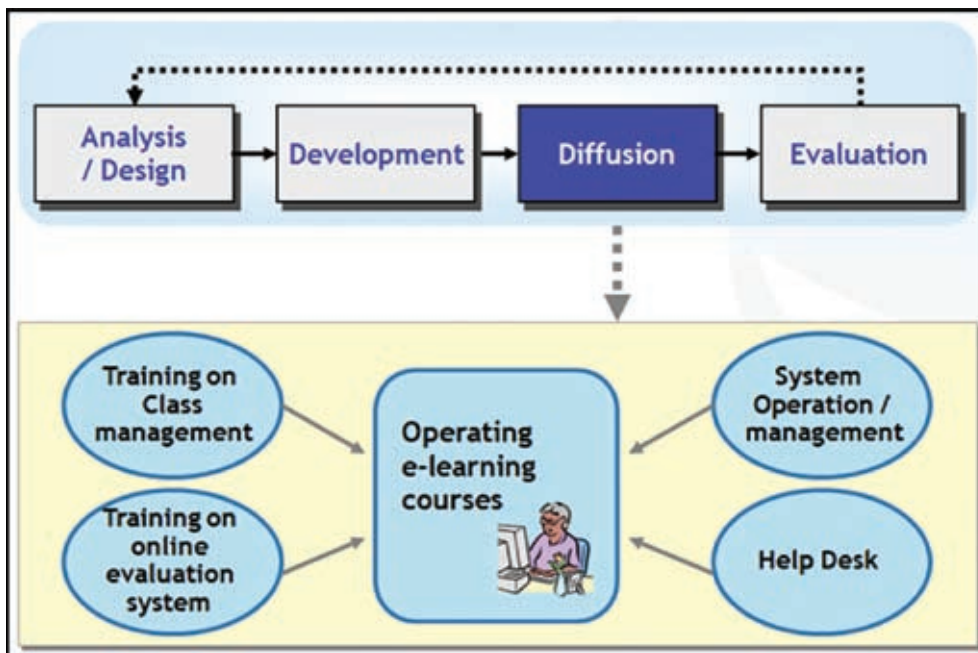 Analysis
/ Design
Development
Diffusion
Evaluation
Training on
Class
management
Operating
e-learning
courses
System
Operation /
management
Training on
online
evaluation
system
Help Desk